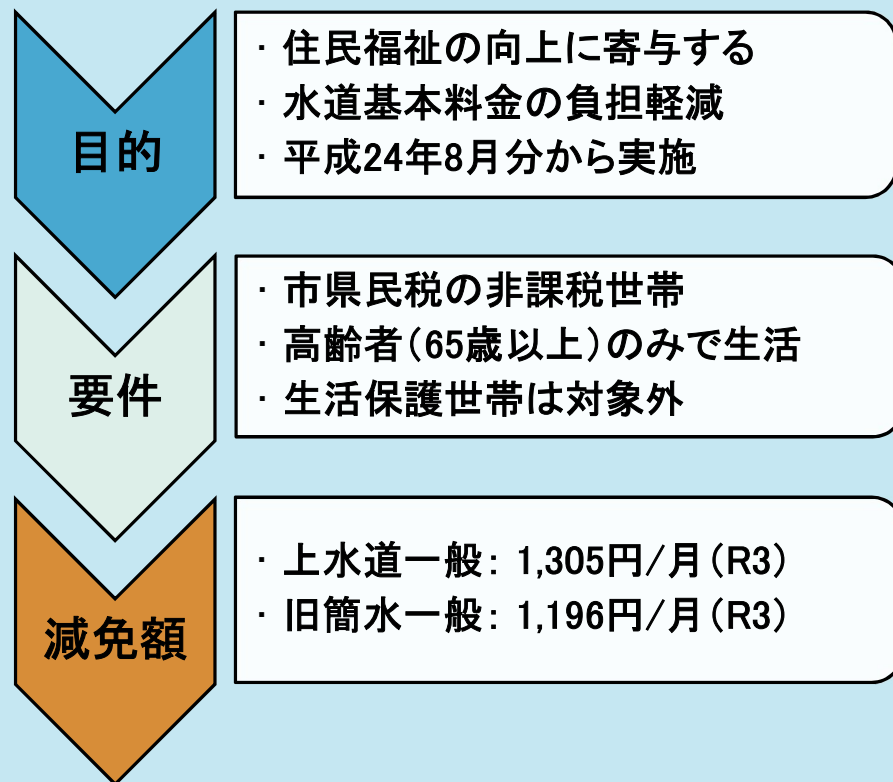 目的
・住民福祉の向上に寄与する
・水道基本料金の負担軽減
・平成24年8月分から実施
要件
・市県民税の非課税世帯
・高齢者(65歳以上)のみで生活
・生活保護世帯は対象外
減免額
・上水道一般: 1,305円/月(R3)
・旧簡水一般: 1,196円/月(R3)